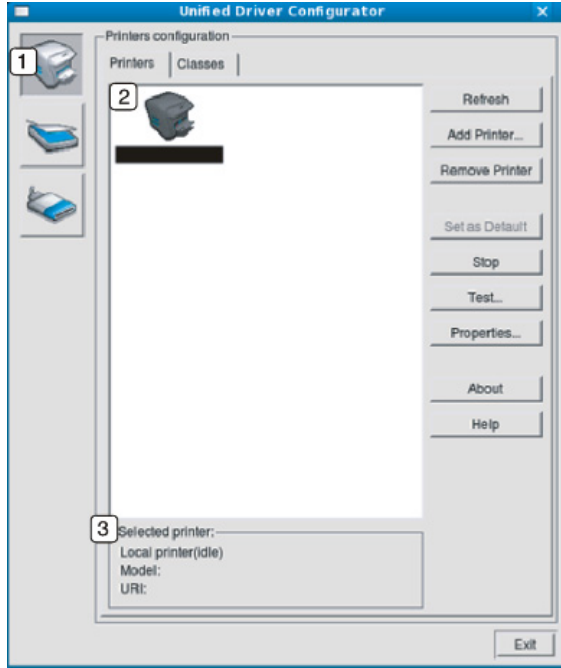 Unified Driver Configurator
1
Printers configuration
Printers
Classes
2
Refresh
Add Printer...
Remove Printer
Set as Default
Stop
Test...
Properties...
About
Help
3
Selected printer:
Local printer(idle)
Model:
URI:
Exit